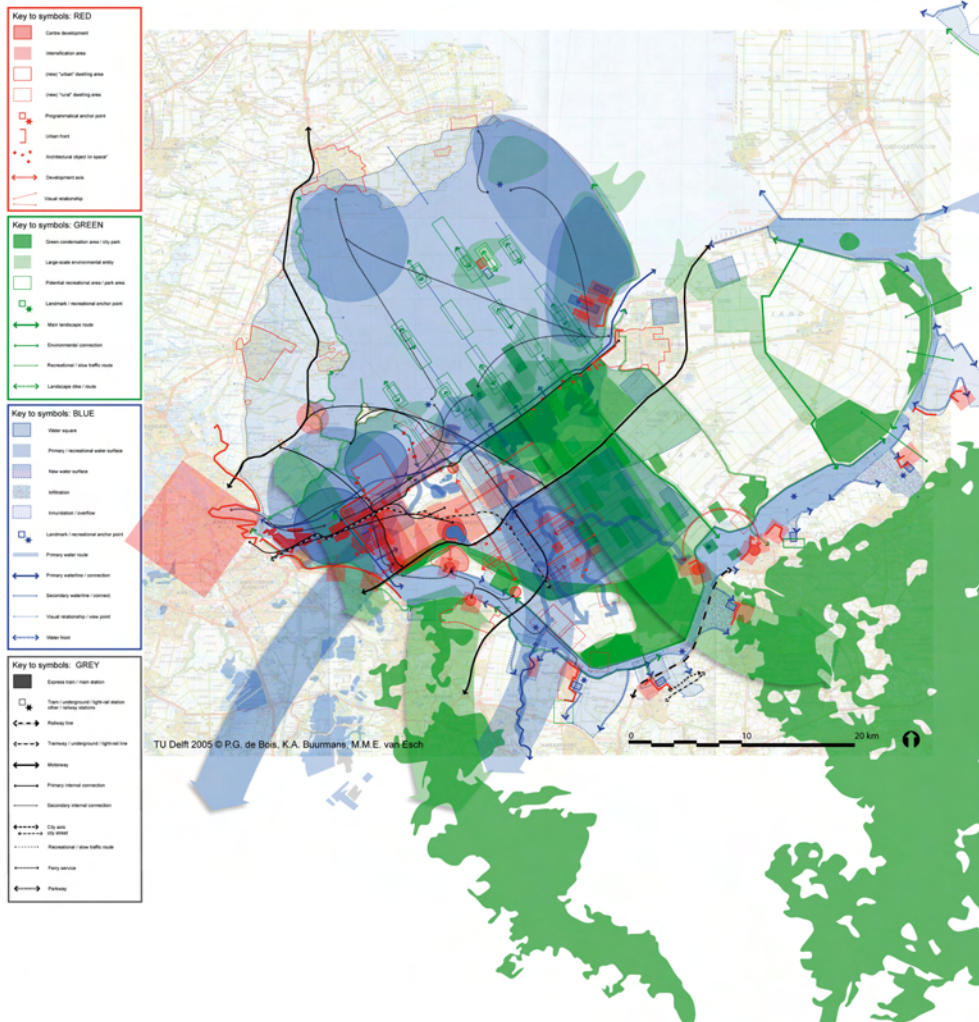 Key to symbols: RED
Centre development
Intensification area
(new) "urban" dwelling area
(new) "rural" dwelling area
Programmatical anchor point
Urban front
Architectural object in space"
Development axis
Visual relationship
Key to symbols: GREEN
Green condensation area / city park
Large-scale environmental entity
Potential recreational area / park area
Landmark / recreational anchor point
Main landscape route
Environmental connection
Recreational / slow traffic route
Landscape dike / route
Key to symbols: BLUE
Water square
Primary / recreational water surface
New water surface
Infiltration
Innundation / overflow
Landmark / recreational anchor point
Primary water route
Primary waterline / connection
Secondary waterline / connect
Visual relationship / view point
Water front
Key to symbols: GREY
Express train / main station
Tram / underground / light-rail station
other / railway stations
Railway line
Tramway / underground / light-rail line
Motorway
Primary internal connection
Secondary internal connection
City axis
city street
Recreational / slow traffic route
Ferry service
Parkway
TU Delft 2005 © P.G. de Bois, K.A. Buurmans, M.M.E. van Esch
0 10 20 km